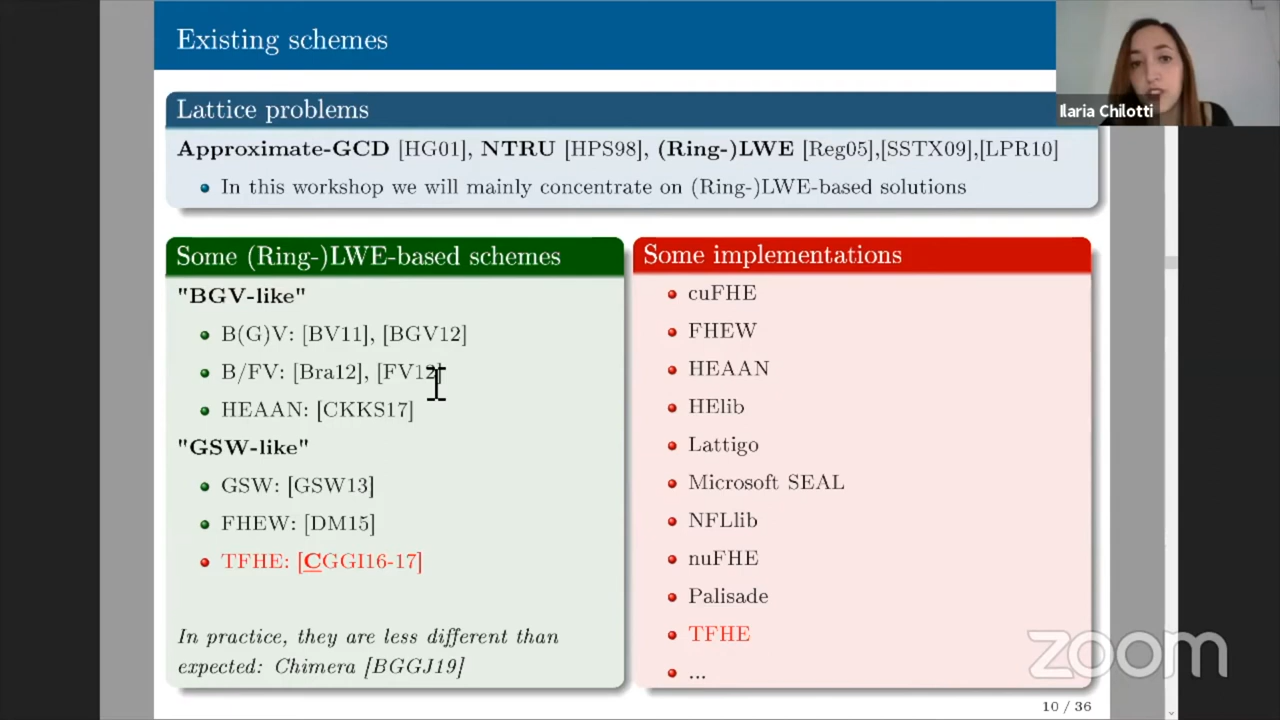 Existing schemes
Ilaria Chilotti
Lattice problems
Approximate-GCD [HG01], NTRU [HPS98], (Ring-)LWE [Reg05],[SSTX09],[LPR10]
In this workshop we will mainly concentrate on (Ring-)LWE-based solutions
Some (Ring-)LWE-based schemes
"BGV-like"
B(G)V: [BV11], [BGV12]
B/FV: [Bra12], [FV12]
HEAAN: [CKKS17]
"GSW-like"
GSW: [GSW13]
FHEW: [DM15]
TFHE: [CGGI16-17]
In practice, they are less different than
expected: Chimera [BGGJ19]
Some implementations
cuFHE
FHEW
HEAAN
HElib
Lattigo
Microsoft SEAL
NFLlib
nuFHE
Palisade
TFHE
...
zoom
10 / 36